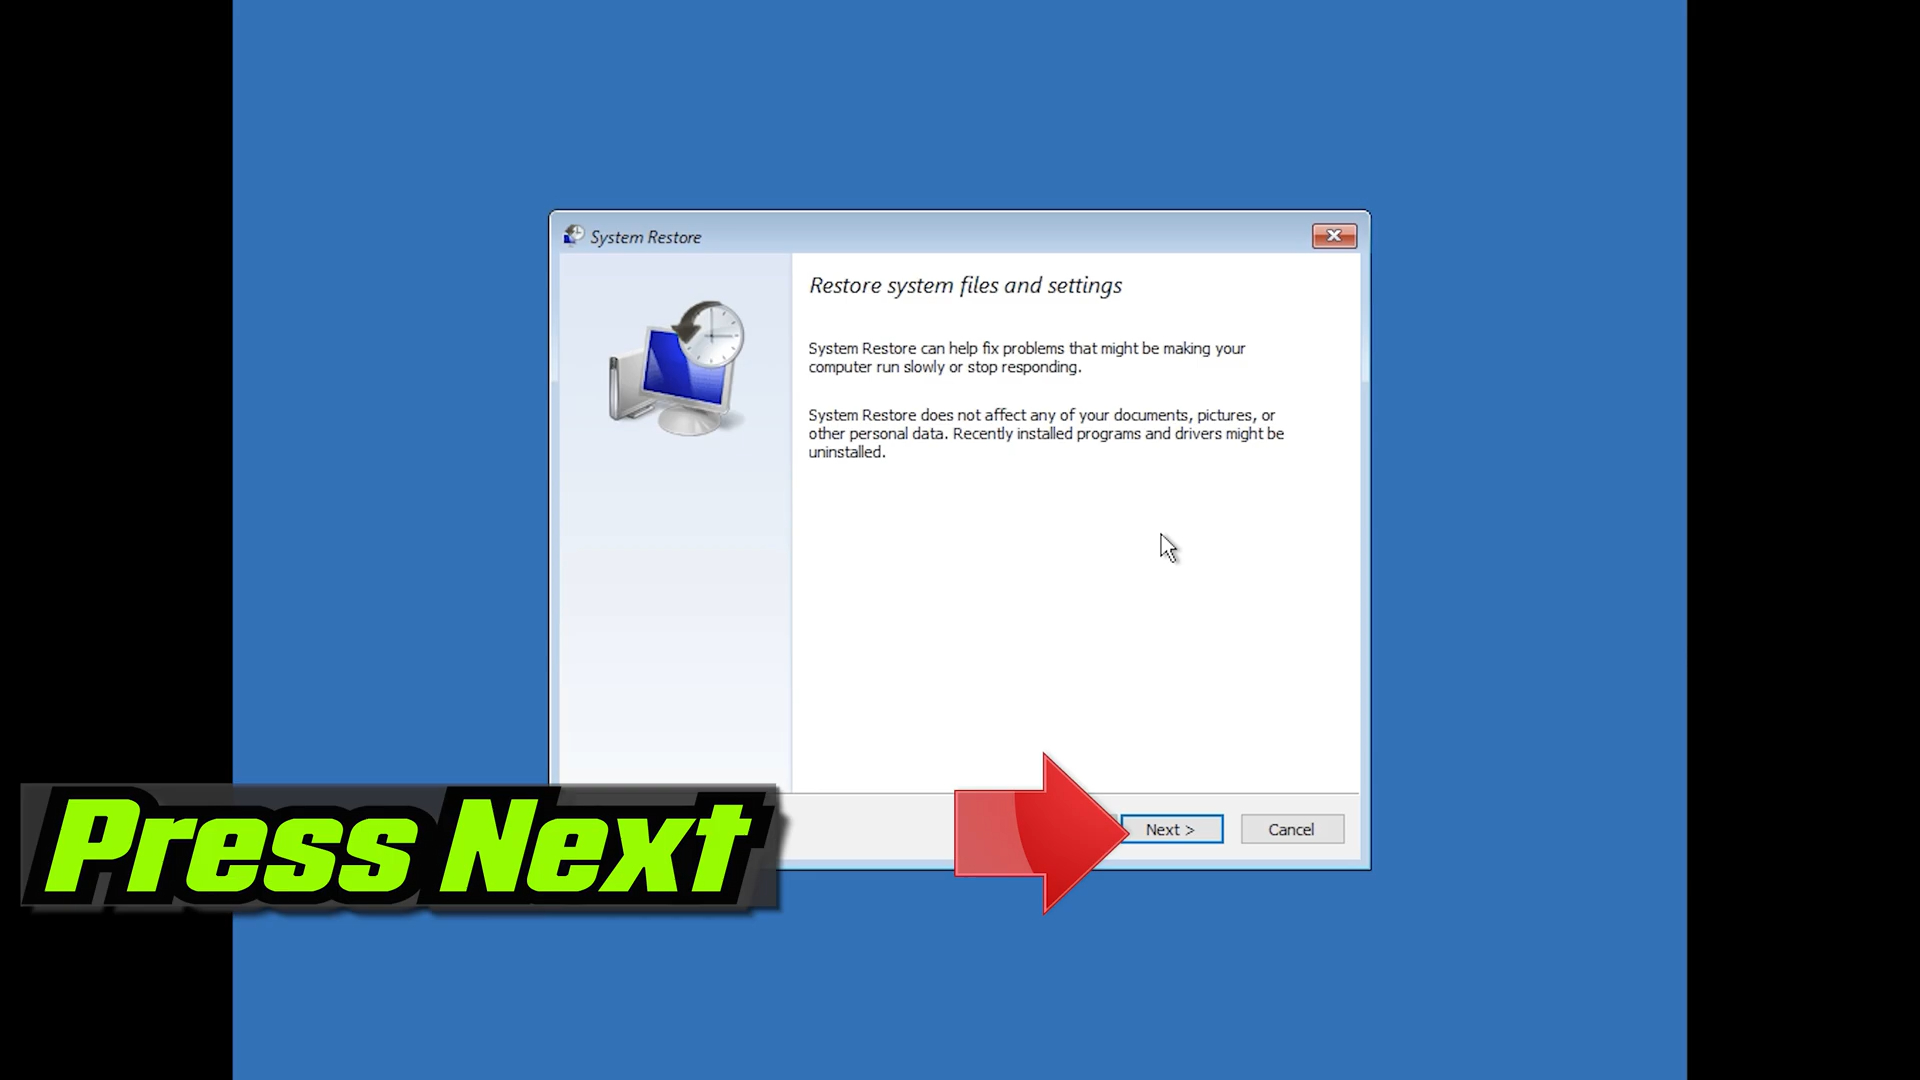 System Restore
Restore system files and settings
System Restore can help fix problems that might be making your
computer run slowly or stop responding.
System Restore does not affect any of your documents, pictures, or
other personal data. Recently installed programs and drivers might be
uninstalled.
Press Next
Next >
Cancel